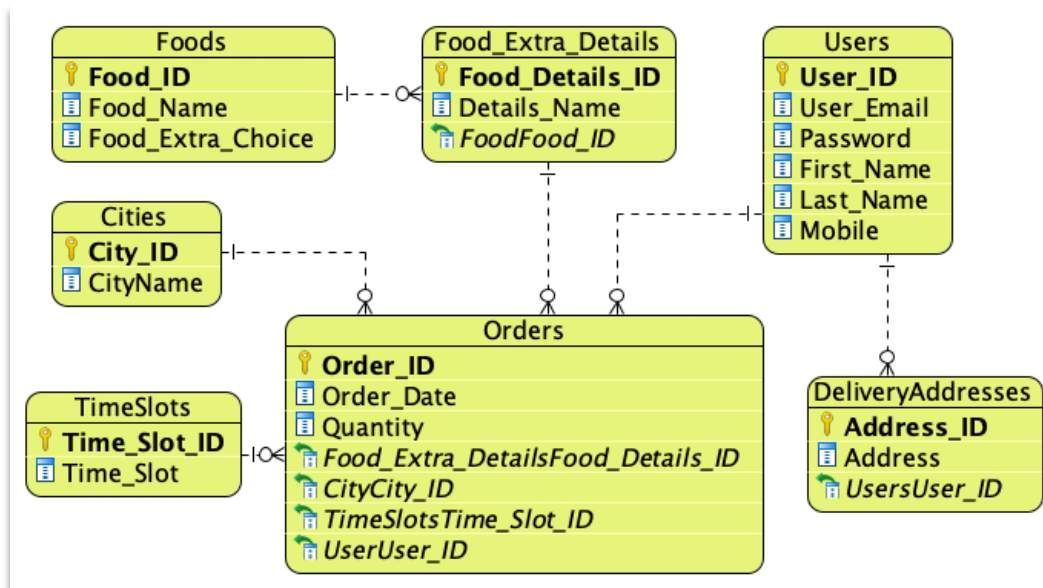 Foods
Food_ID
Food_Name
Food_Extra_Choice
Food_Extra_Details
Food_Details_ID
Details_Name
FoodFood_ID
Users
User_ID
User_Email
Password
First_Name
Last_Name
Mobile
Cities
City_ID
CityName
Orders
Order_ID
Order_Date
Quantity
Food_Extra_DetailsFood_Details_ID
CityCity_ID
TimeSlotsTime_Slot_ID
UserUser_ID
TimeSlots
Time_Slot_ID
Time_Slot
DeliveryAddresses
Address_ID
Address
UsersUser_ID